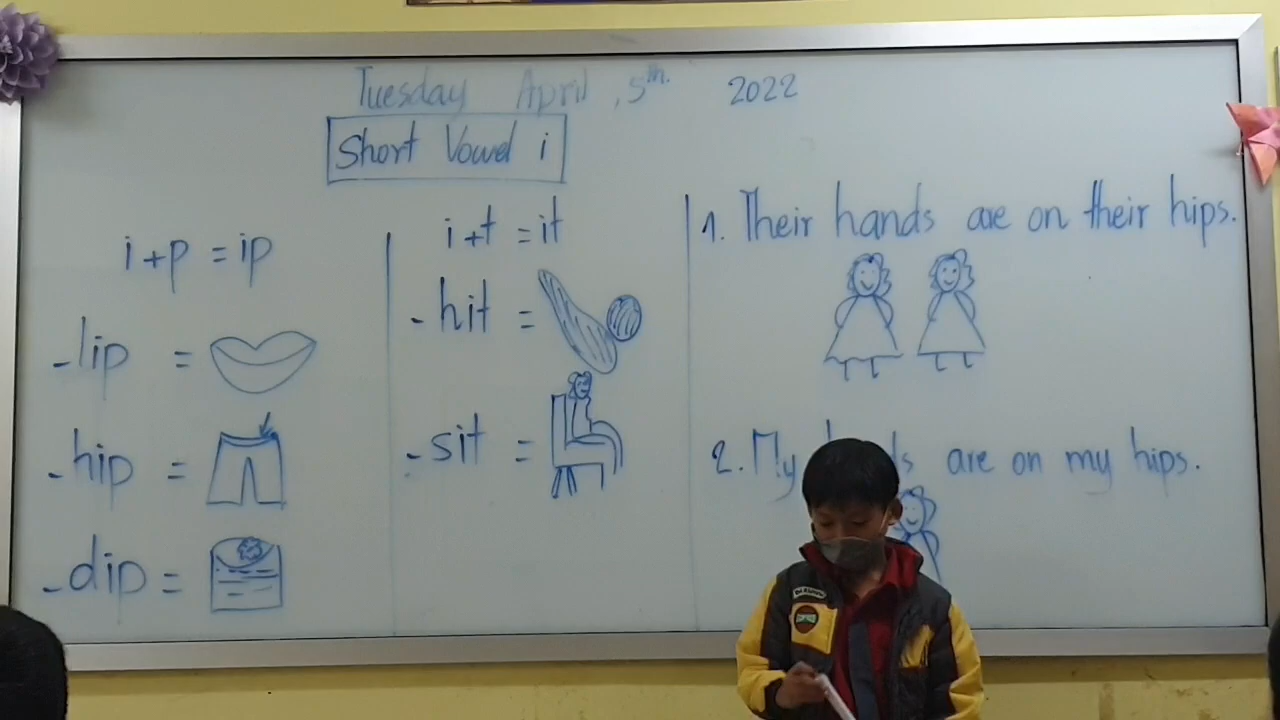 Tuesday April, 5th. 2022
Short Vowel i
i+p = ip
-lip =
-hip =
-dip =
i+t = it
-hit =
-sit =
1. Their hands are on their hips.
2. My are on my hips.